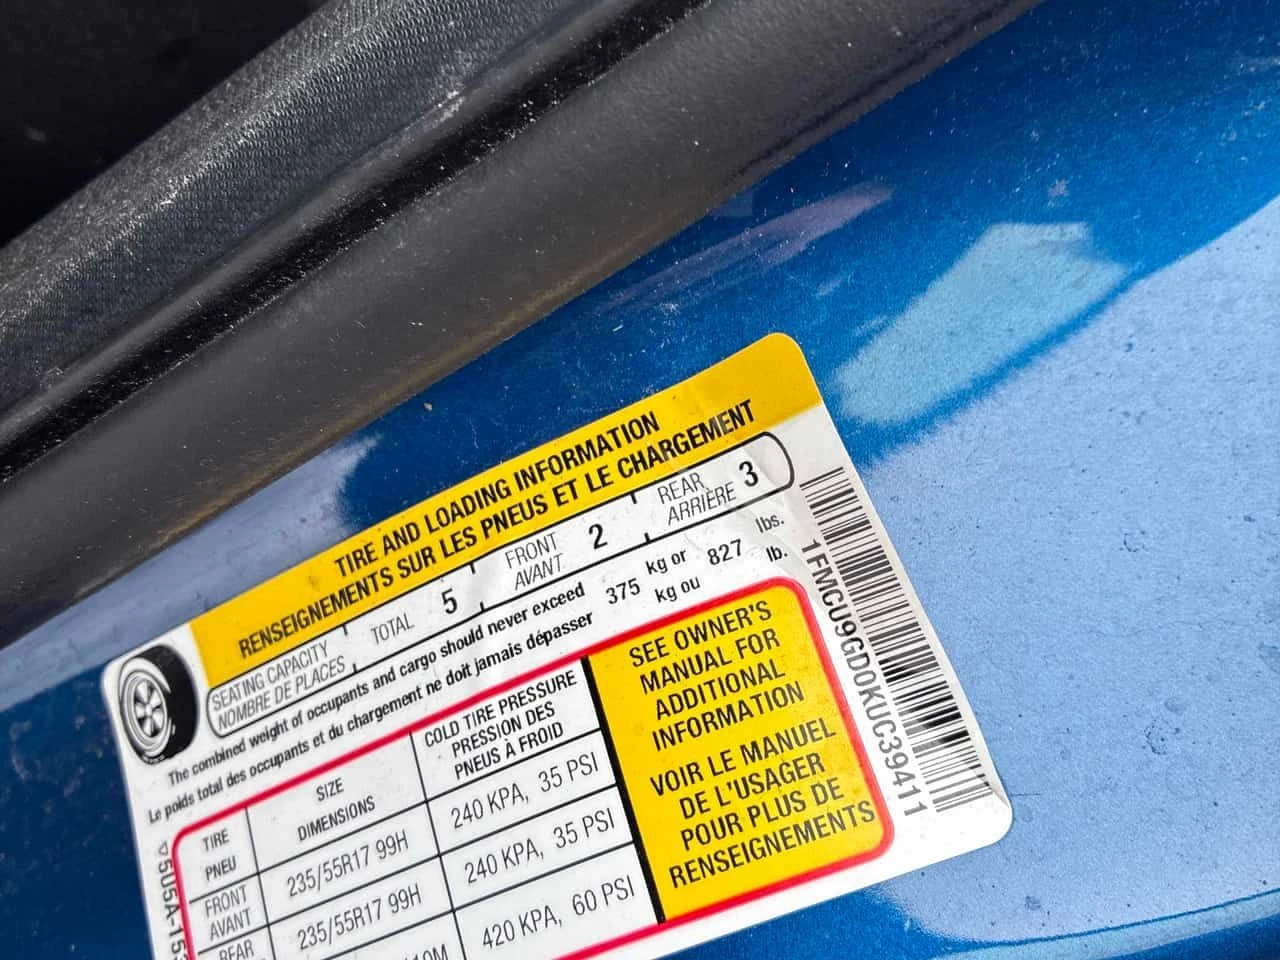 TIRE AND LOADING INFORMATION
RENSEIGNEMENTS SUR LES PNEUS ET LE CHARGEMENT
SEATING CAPACITY
NOMBRE DE PLACES
TOTAL 5
FRONT
AVANT 2
REAR
ARRIÈRE 3
The combined weight of occupants and cargo should never exceed 375 kg or 827 lbs.
Le poids total des occupants et du chargement ne doit jamais dépasser kg ou lb.
TIRE
PNEU
SIZE
DIMENSIONS
COLD TIRE PRESSURE
PRESSION DES
PNEUS À FROID
FRONT
AVANT
235/55R17 99H
240 KPA, 35 PSI
REAR
235/55R17 99H
240 KPA, 35 PSI
420 KPA, 60 PSI
SEE OWNER'S
MANUAL FOR
ADDITIONAL
INFORMATION
VOIR LE MANUEL
DE L'USAGER
POUR PLUS DE
RENSEIGNEMENTS
1FMCU9GD0KUC39411